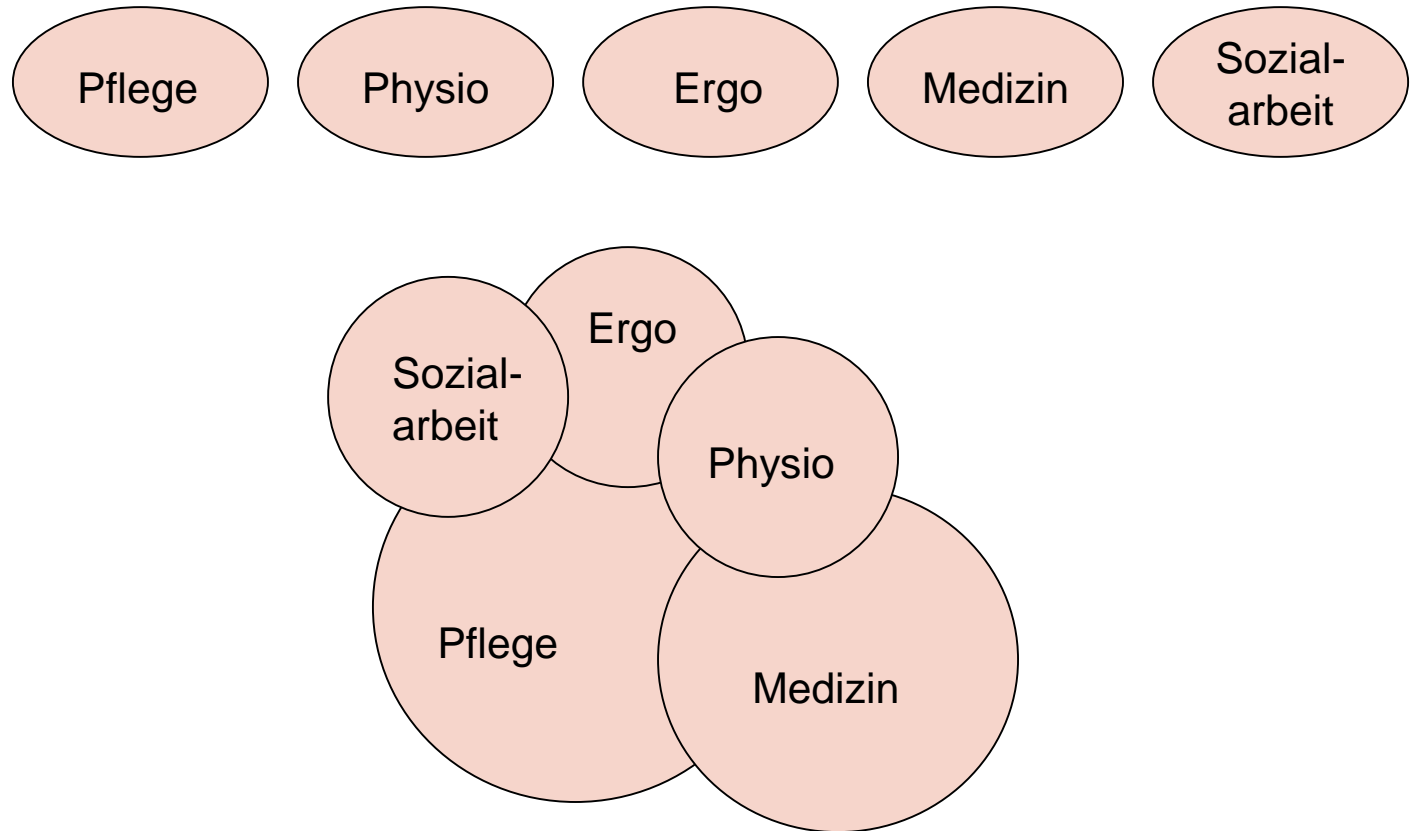 Pflege
Physio
Ergo
Medizin
Sozial-
arbeit
Ergo
Sozial-
arbeit
Physio
Pflege
Medizin